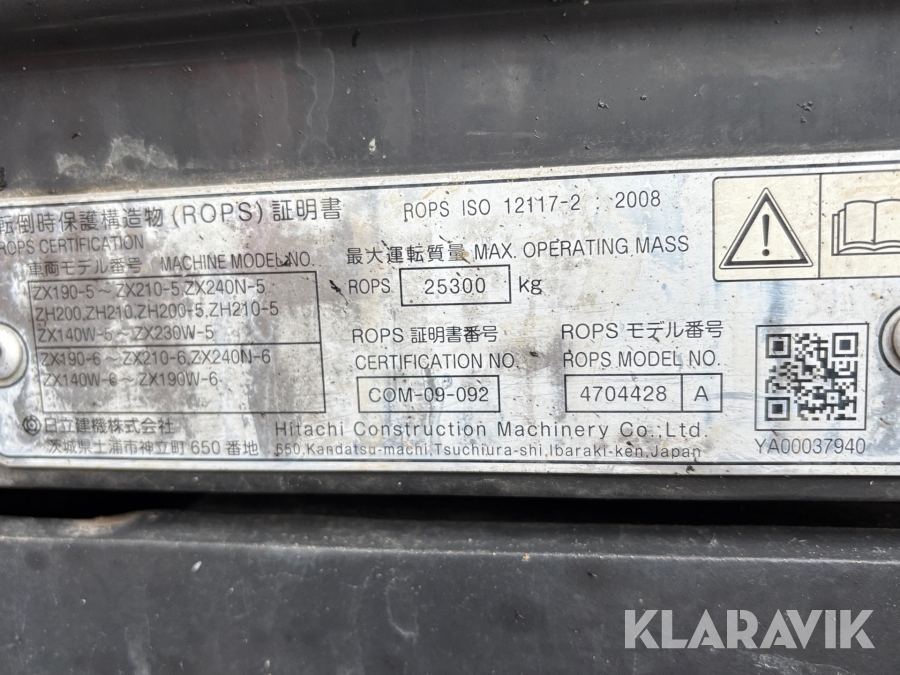 転倒時保護構造物(ROPS)証明書 ROPS ISO 12117-2 : 2008
ROPS CERTIFICATION
車両モデル番号 MACHINE MODEL NO.
ZX190-5～ZX210-5,ZX240N-5
ZH200,ZH210,ZH200-5,ZH210-5
ZX140W-5～ZX230W-5
ZX190-6～ZX210-6,ZX240N-6
ZX140W-6～ZX190W-6
最大運転質量 MAX. OPERATING MASS
ROPS 25300 kg
ROPS 証明書番号
CERTIFICATION NO.
COM-09-092
ROPS モデル番号
ROPS MODEL NO.
4704428 A
日立建機株式会社
茨城県土浦市神立町 650 番地
Hitachi Construction Machinery Co.,Ltd.
650,Kandatsu-machi,Tsuchiura-shi,Ibaraki-ken,Japan
YA00037940
KLARAVIK
KLARAVIK